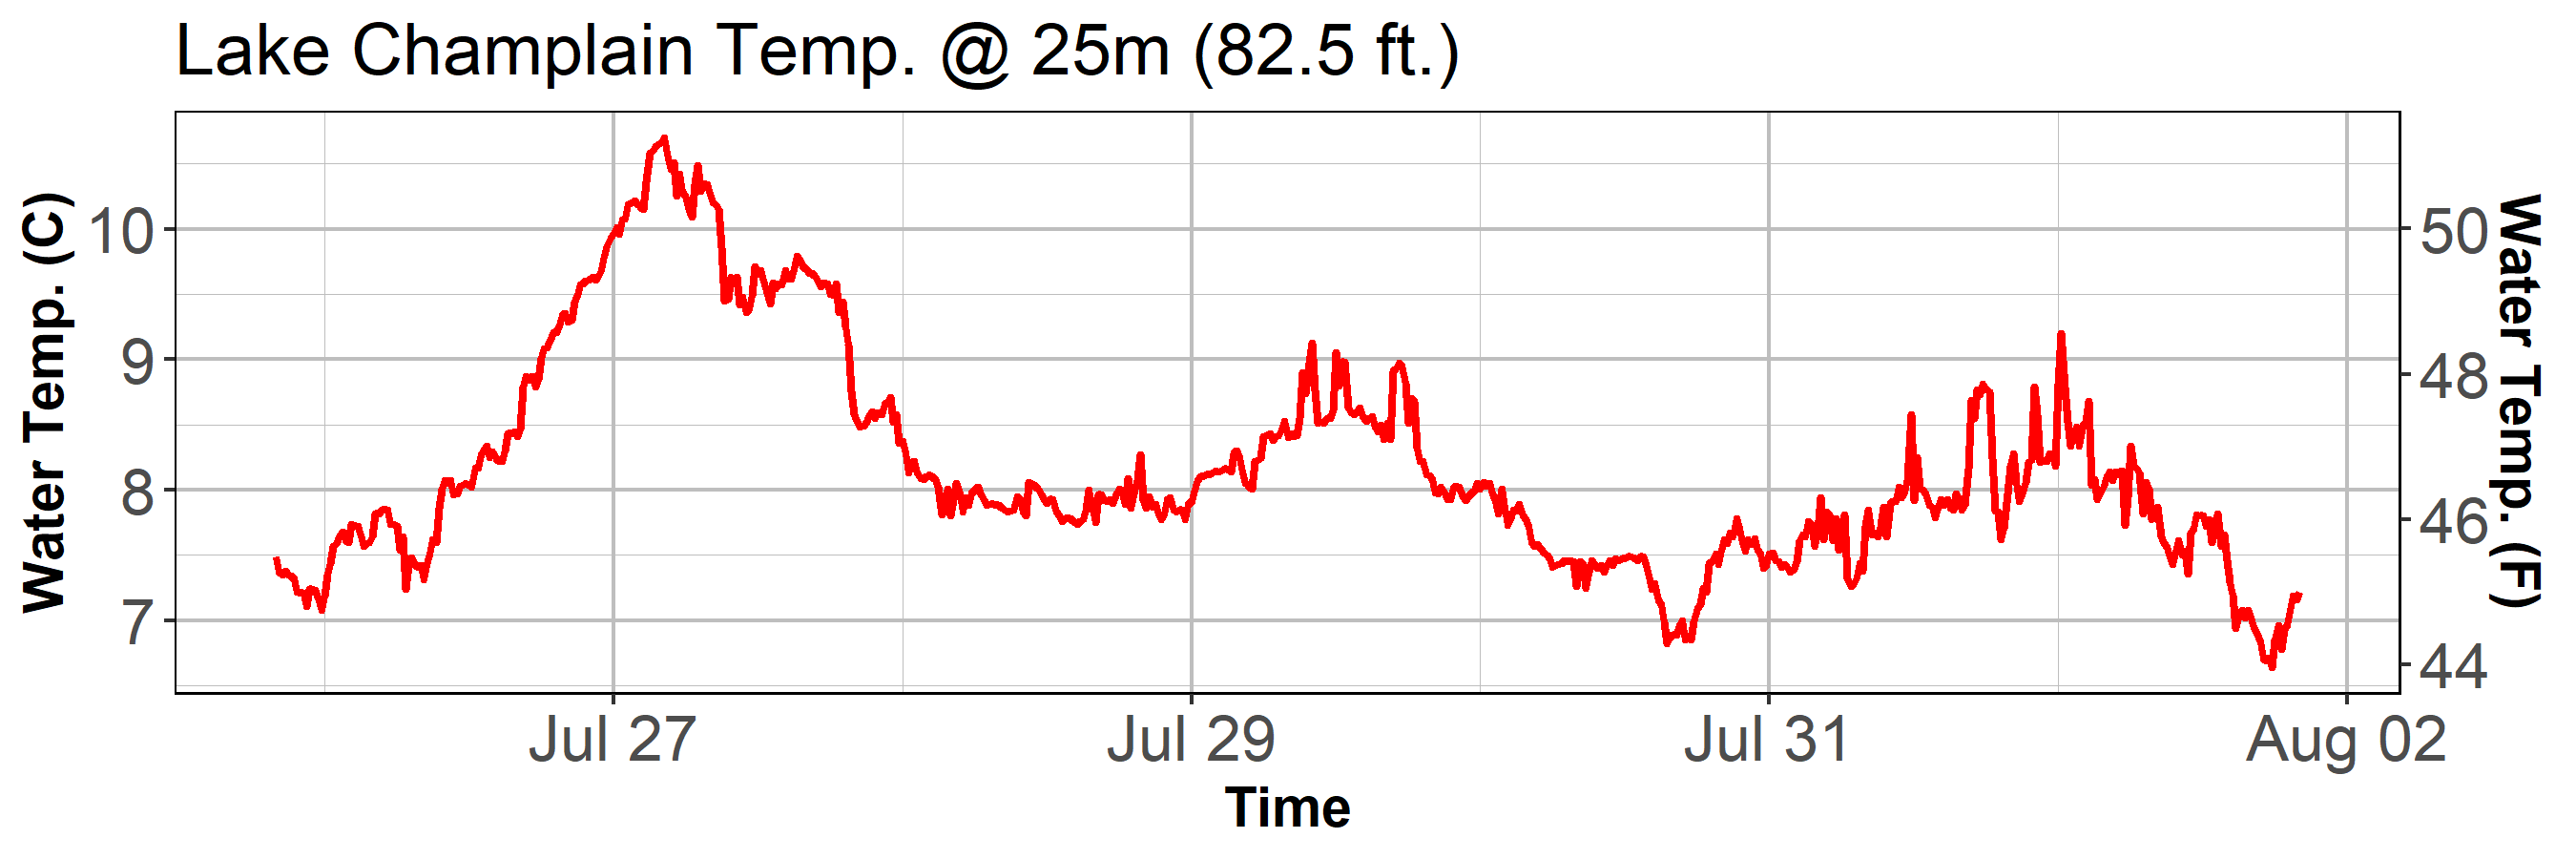 Lake Champlain Temp. @ 25m (82.5 ft.)
Water Temp. (C)
10
9
8
7
50
48
46
44
Water Temp. (F)
Jul 27 Jul 29 Jul 31 Aug 02
Time